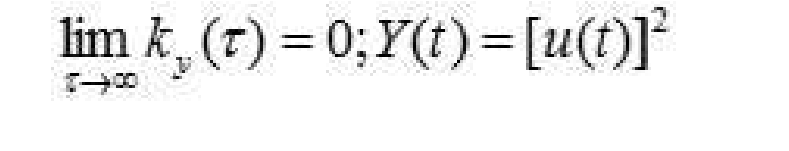 lim k_y(τ) = 0; Y(t) = [u(t)]²
τ→∞